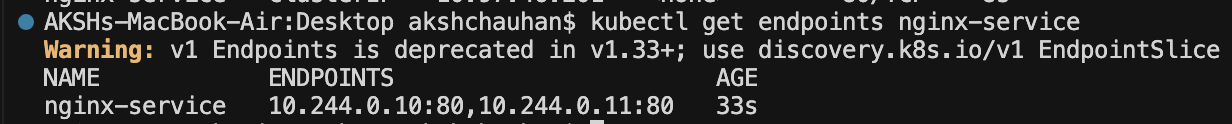 AKSHs-MacBook-Air:Desktop akshchauhan$ kubectl get endpoints nginx-service
Warning: v1 Endpoints is deprecated in v1.33+; use discovery.k8s.io/v1 EndpointSlice
NAME ENDPOINTS AGE
nginx-service 10.244.0.10:80,10.244.0.11:80 33s